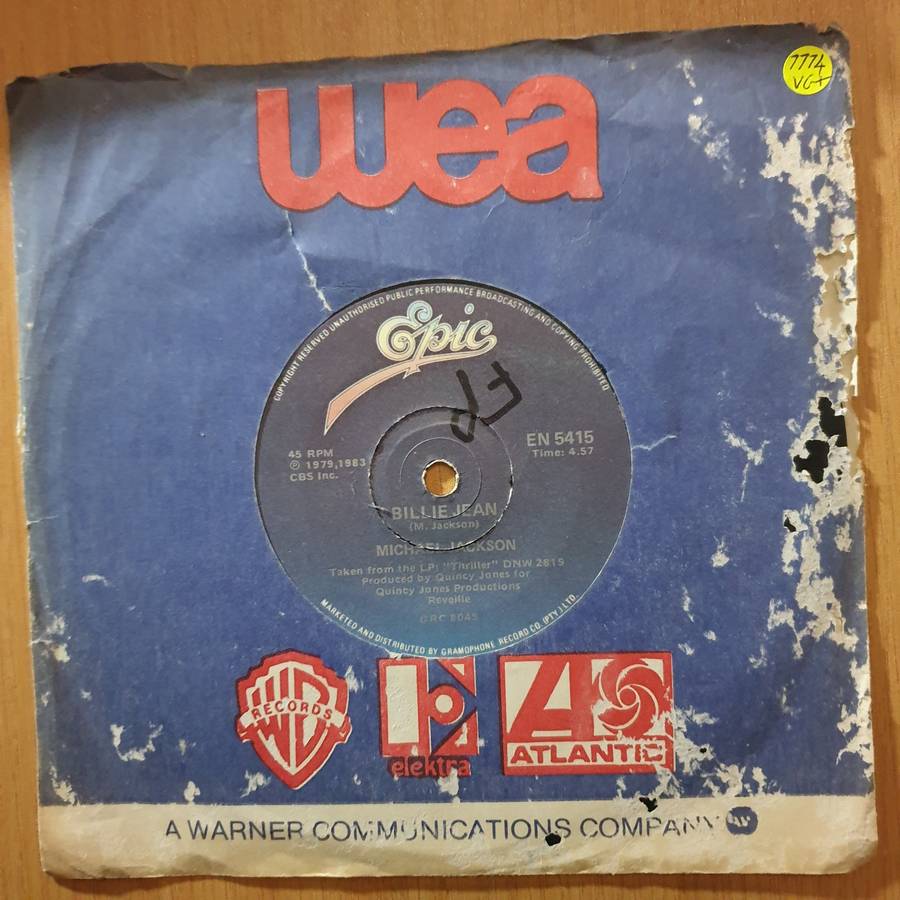 7774
VG+
wea
COPYRIGHT RESERVED UNAUTHORISED PUBLIC PERFORMANCE BROADCASTING AND COPYING PROHIBITED
Epic
EN 5415
Time: 4.57
45 RPM
℗ 1979,1983
CBS Inc.
BILLIE JEAN
(M. Jackson)
MICHAEL JACKSON
Taken from the LP: "Thriller" DNW 2819
Produced by Quincy Jones for
Quincy Jones Productions
Reveille
GRC 8045
MARKETED AND DISTRIBUTED BY GRAMOPHONE RECORD CO. (PTY.) LTD.
WB
RECORDS
elektra
ATLANTIC
A WARNER COMMUNICATIONS COMPANY